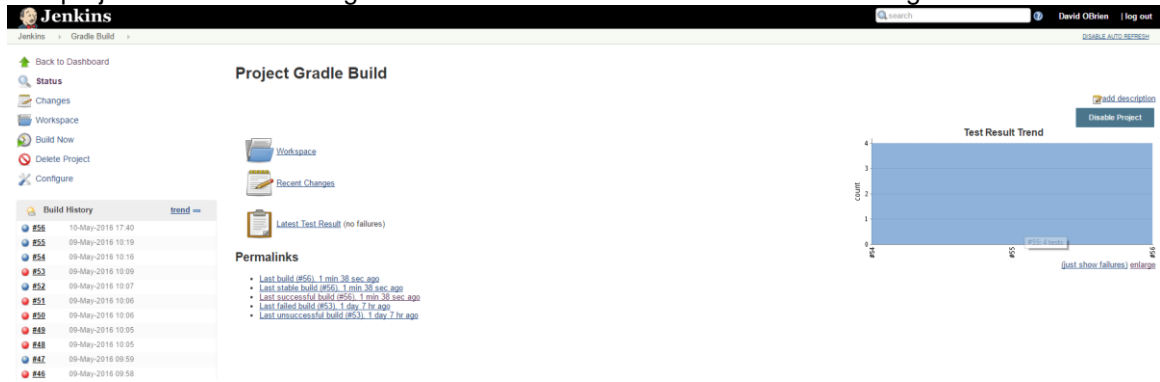 Jenkins
search
David OBrien | log out
Jenkins › Gradle Build ›
DISABLE AUTO REFRESH
Back to Dashboard
Status
Changes
Workspace
Build Now
Delete Project
Configure
Build History trend
#56 10-May-2016 17:40
#55 09-May-2016 10:19
#54 09-May-2016 10:16
#53 09-May-2016 10:09
#52 09-May-2016 10:07
#51 09-May-2016 10:06
#50 09-May-2016 10:06
#49 09-May-2016 10:05
#48 09-May-2016 10:05
#47 09-May-2016 09:59
#46 09-May-2016 09:58
Project Gradle Build
add description
Disable Project
Workspace
Recent Changes
Latest Test Result (no failures)
Permalinks
Last build (#56), 1 min 38 sec ago
Last stable build (#56), 1 min 38 sec ago
Last successful build (#56), 1 min 38 sec ago
Last failed build (#53), 1 day 7 hr ago
Last unsuccessful build (#53), 1 day 7 hr ago
Test Result Trend
count
4
3
2
1
0
#54
#55
#56
#55: 4 tests
(just show failures) enlarge